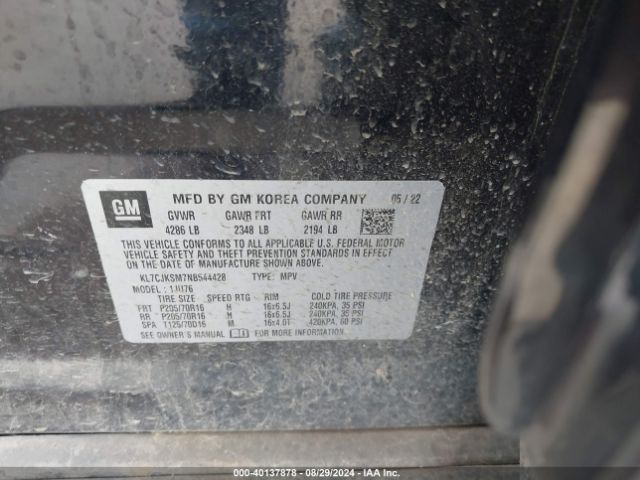 GM
MFD BY GM KOREA COMPANY 05 / 22
GVWR GAWR FRT GAWR RR
4286 LB 2348 LB 2194 LB
THIS VEHICLE CONFORMS TO ALL APPLICABLE U.S. FEDERAL MOTOR
VEHICLE SAFETY AND THEFT PREVENTION STANDARDS IN EFFECT ON
THE DATE OF MANUFACTURE SHOWN ABOVE.
KL7CJKSM7NB544428 TYPE: MPV
MODEL: 1JU76
TIRE SIZE SPEED RTG RIM COLD TIRE PRESSURE
FRT P205/70R16 H 16x6.5J 240KPA, 35 PSI
RR P205/70R16 H 16x6.5J 240KPA, 35 PSI
SPA T125/70D16 M 16x4.0T 420KPA, 60 PSI
SEE OWNER'S MANUAL FOR MORE INFORMATION.
000-40137878 - 08/29/2024 - IAA Inc.